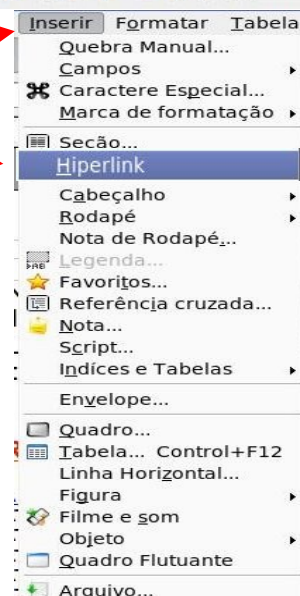 Inserir Formatar Tabela
Quebra Manual...
Campos
Caractere Especial...
Marca de formatação
Secão...
Hiperlink
Cabeçalho
Rodapé
Nota de Rodapé...
Legenda...
Favoritos...
Referência cruzada...
Nota...
Script...
Indíces e Tabelas
Envelope...
Quadro...
Tabela... Control+F12
Linha Horizontal...
Figura
Filme e som
Objeto
Quadro Flutuante
Arquivo...